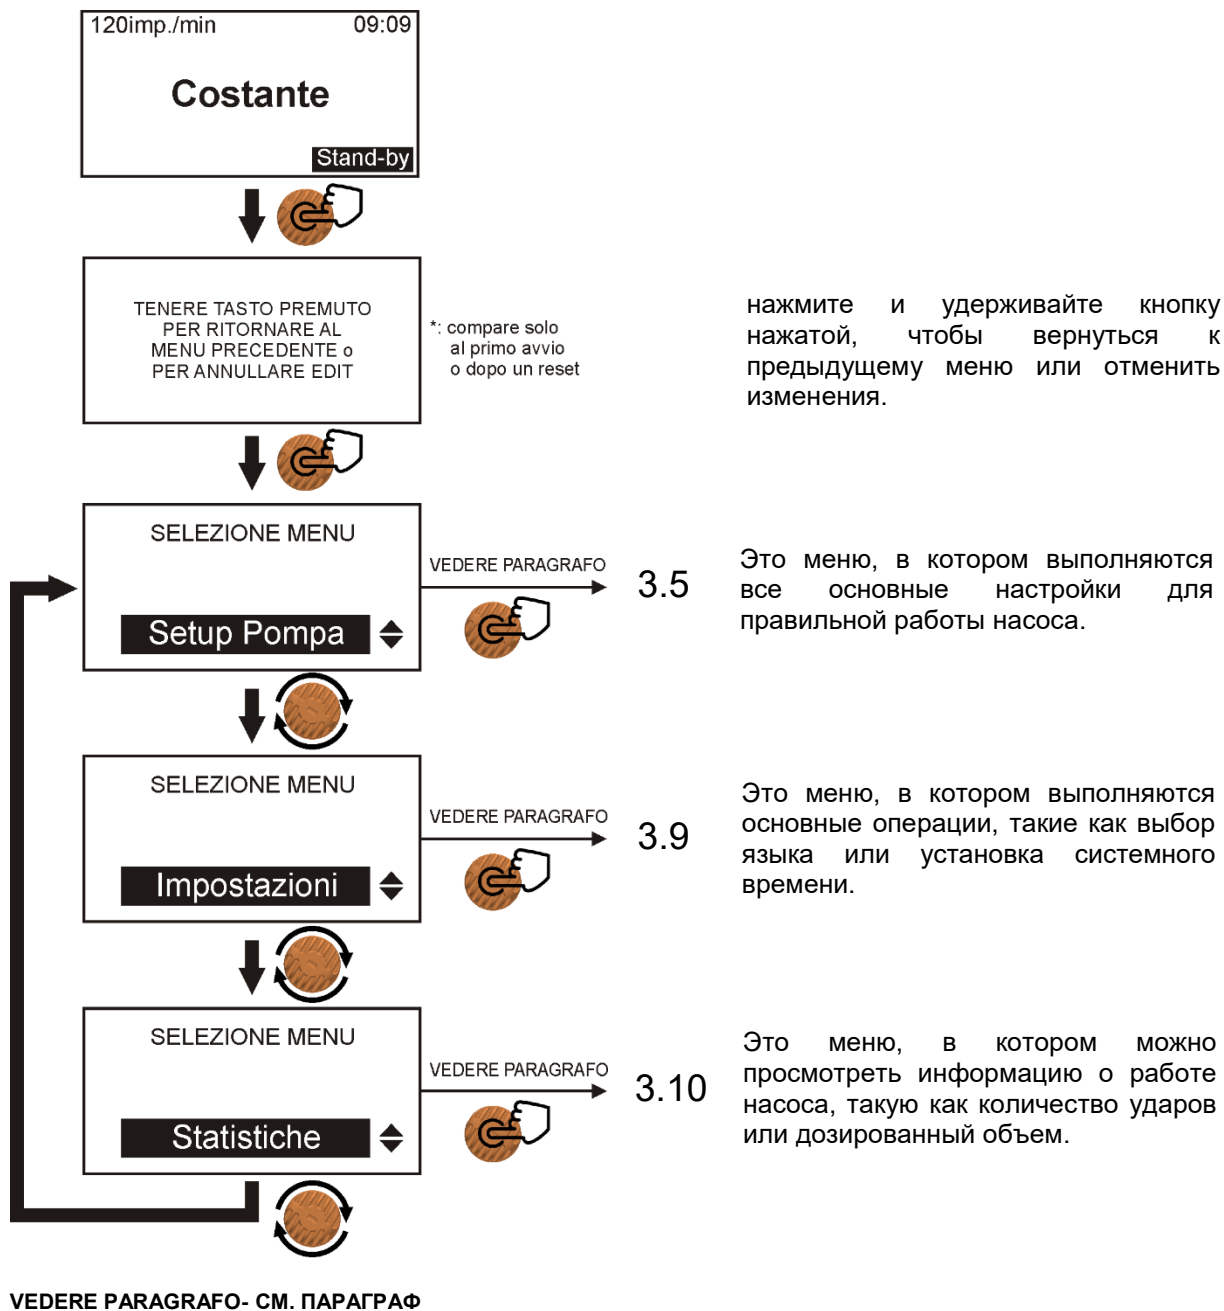 120imp./min 09:09
Costante
Stand-by
TENERE TASTO PREMUTO
PER RITORNARE AL
MENU PRECEDENTE o
PER ANNULLARE EDIT
*: compare solo
al primo avvio
o dopo un reset
нажмите и удерживайте кнопку
нажатой, чтобы вернуться к
предыдущему меню или отменить
изменения.
SELEZIONE MENU
Setup Pompa
VEDERE PARAGRAFO
3.5
Это меню, в котором выполняются
все основные настройки для
правильной работы насоса.
SELEZIONE MENU
Impostazioni
VEDERE PARAGRAFO
3.9
Это меню, в котором выполняются
основные операции, такие как выбор
языка или установка системного
времени.
SELEZIONE MENU
Statistiche
VEDERE PARAGRAFO
3.10
Это меню, в котором можно
просмотреть информацию о работе
насоса, такую как количество ударов
или дозированный объем.
VEDERE PARAGRAFO- СМ. ПАРАГРАФ